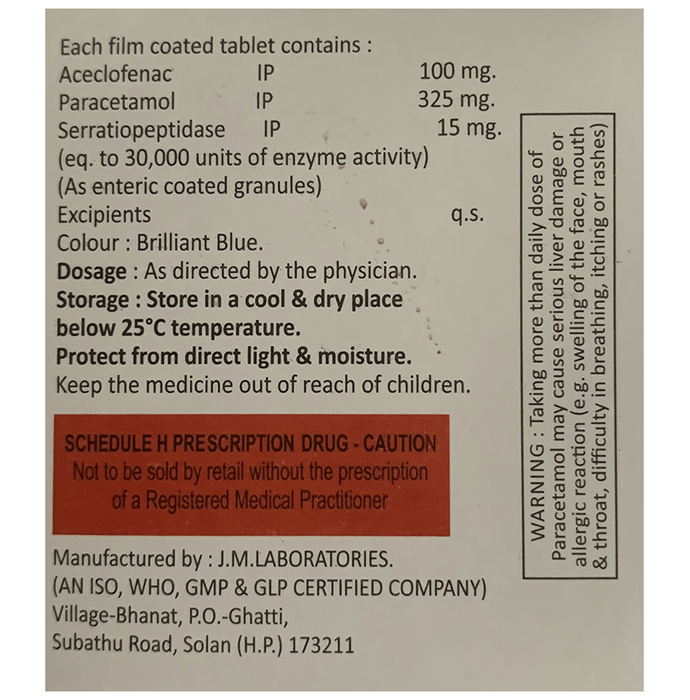 Each film coated tablet contains :
Aceclofenac IP 100 mg.
Paracetamol IP 325 mg.
Serratiopeptidase IP 15 mg.
(eq. to 30,000 units of enzyme activity)
(As enteric coated granules)
Excipients q.s.
Colour : Brilliant Blue.
Dosage : As directed by the physician.
Storage : Store in a cool & dry place
below 25°C temperature.
Protect from direct light & moisture.
Keep the medicine out of reach of children.
SCHEDULE H PRESCRIPTION DRUG - CAUTION
Not to be sold by retail without the prescription
of a Registered Medical Practitioner
Manufactured by : J.M.LABORATORIES.
(AN ISO, WHO, GMP & GLP CERTIFIED COMPANY)
Village-Bhanat, P.O.-Ghatti,
Subathu Road, Solan (H.P.) 173211
WARNING : Taking more than daily dose of
Paracetamol may cause serious liver damage or
allergic reaction (e.g. swelling of the face, mouth
& throat, difficulty in breathing, itching or rashes)